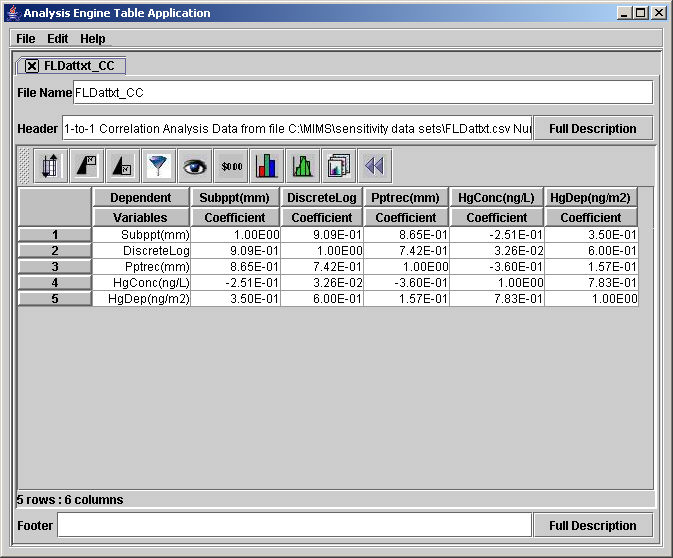 Analysis Engine Table Application
File Edit Help
FLDattxt_CC
File Name FLDattxt_CC
Header 1-to-1 Correlation Analysis Data from file C:\MIMS\sensitivity data sets\FLDattxt.csv Nu Full Description
$0.00
Dependent Subppt(mm) DiscreteLog Pptrec(mm) HgConc(ng/L) HgDep(ng/m2)
Variables Coefficient Coefficient Coefficient Coefficient Coefficient
1 Subppt(mm) 1.00E00 9.09E-01 8.65E-01 -2.51E-01 3.50E-01
2 DiscreteLog 9.09E-01 1.00E00 7.42E-01 3.26E-02 6.00E-01
3 Pptrec(mm) 8.65E-01 7.42E-01 1.00E00 -3.60E-01 1.57E-01
4 HgConc(ng/L) -2.51E-01 3.26E-02 -3.60E-01 1.00E00 7.83E-01
5 HgDep(ng/m2) 3.50E-01 6.00E-01 1.57E-01 7.83E-01 1.00E00
5 rows : 6 columns
Footer Full Description